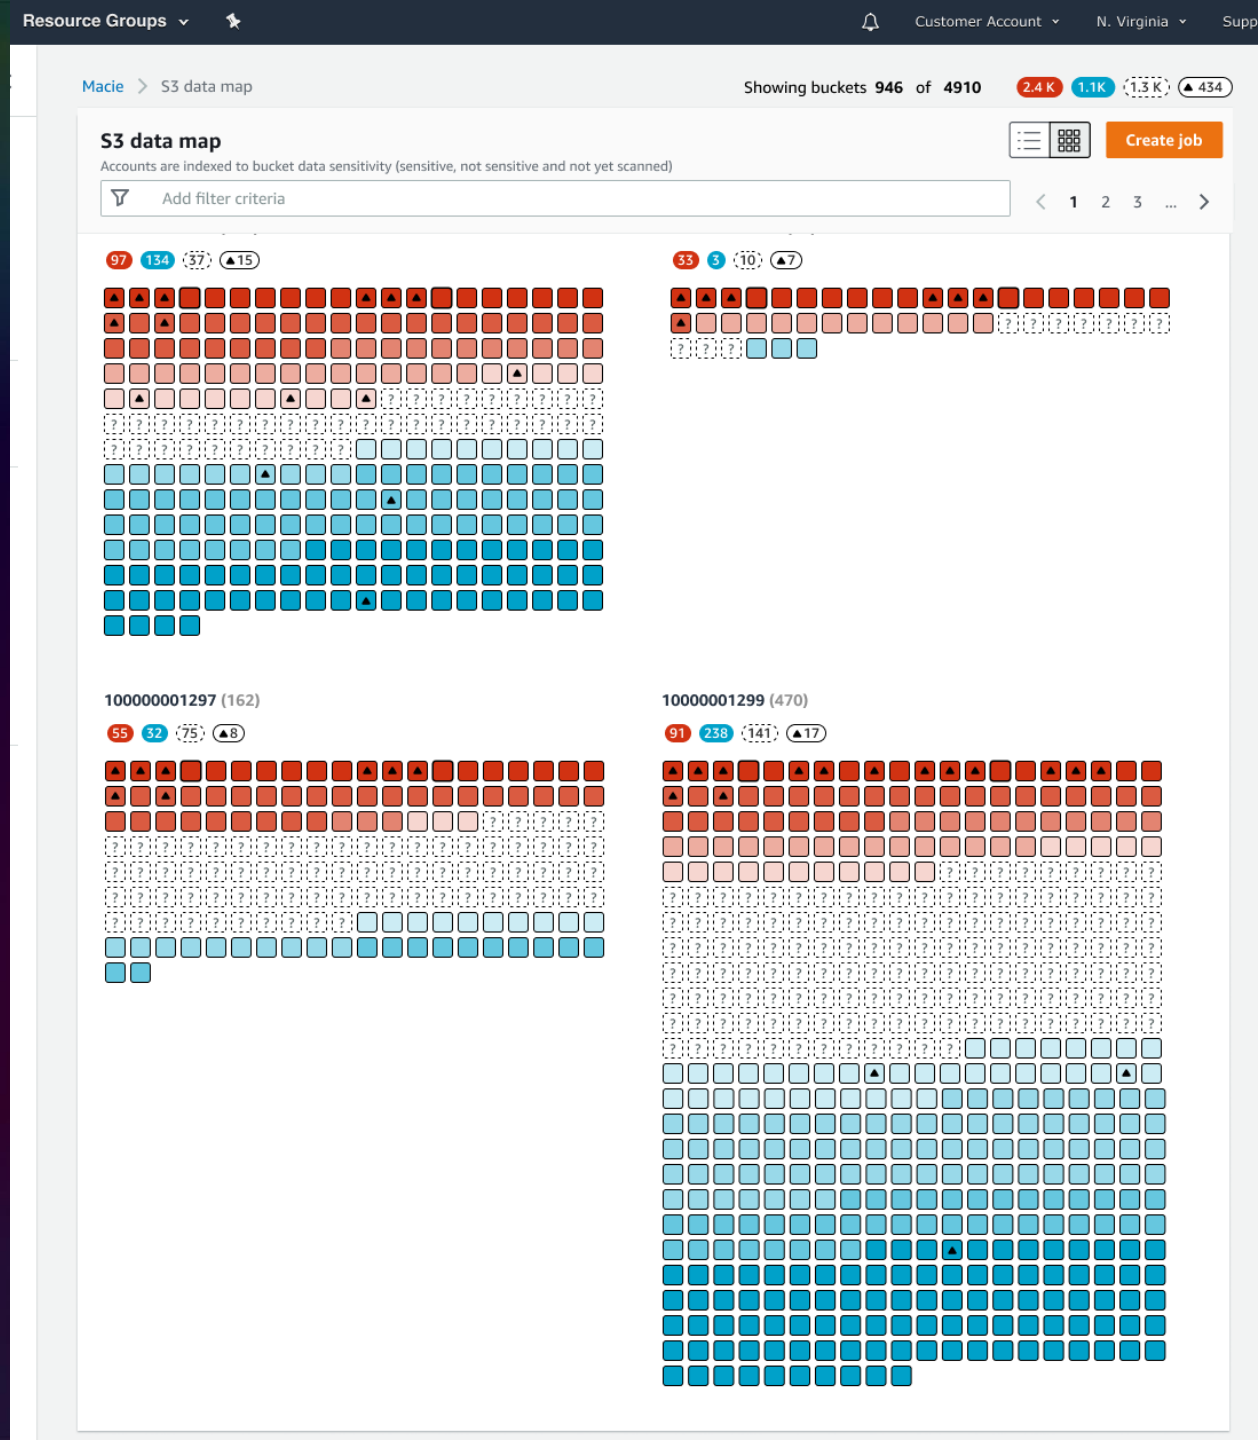 Resource Groups
Customer Account
N. Virginia
Supp
Macie > S3 data map
Showing buckets 946 of 4910
2.4 K 1.1K 1.3 K ▲ 434
S3 data map
Create job
Accounts are indexed to bucket data sensitivity (sensitive, not sensitive and not yet scanned)
Add filter criteria
< 1 2 3 ... >
97 134 37 ▲15
33 3 10 ▲7
100000001297 (162)
55 32 75 ▲8
10000001299 (470)
91 238 141 ▲17